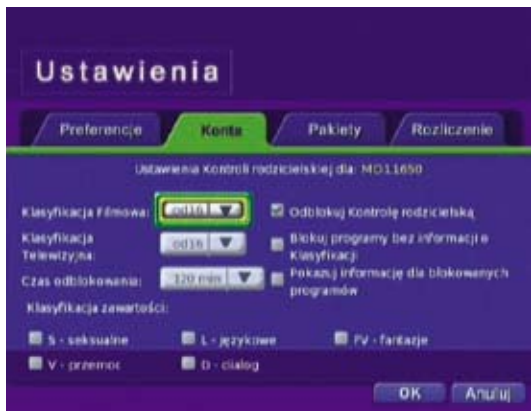 Ustawienia
Preferencje
Konta
Pakiety
Rozliczenie
Ustawienia Kontroli rodzicielskiej dla: MO11650
Klasyfikacja Filmowa:
od16
Odblokuj Kontrolę rodzicielską
Klasyfikacja
Telewizyjna:
od16
Blokuj programy bez informacji o
Klasyfikacji
Czas odblokowania:
120 min
Pokazuj informację dla blokowanych
programów
Klasyfikacja zawartości:
S - seksualne
L - językowe
FV - fantazje
V - przemoc
D - dialog
OK
Anuluj